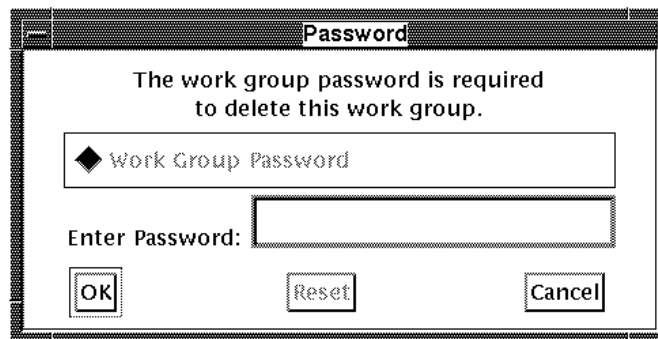 Password
The work group password is required
to delete this work group.
Work Group Password
Enter Password:
OK Reset Cancel